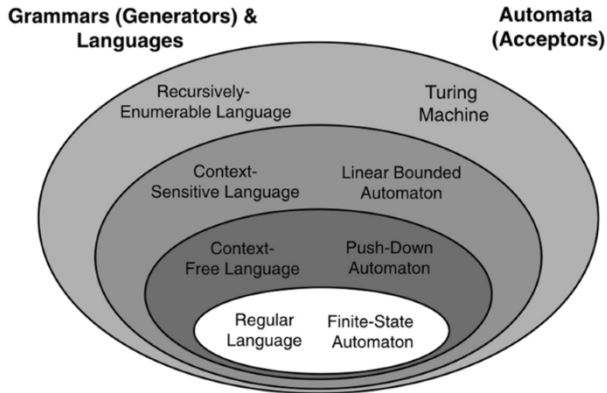 Grammars (Generators) &
Languages
Automata
(Acceptors)
Recursively-
Enumerable Language
Turing
Machine
Context-
Sensitive Language
Linear Bounded
Automaton
Context-
Free Language
Push-Down
Automaton
Regular
Language
Finite-State
Automaton